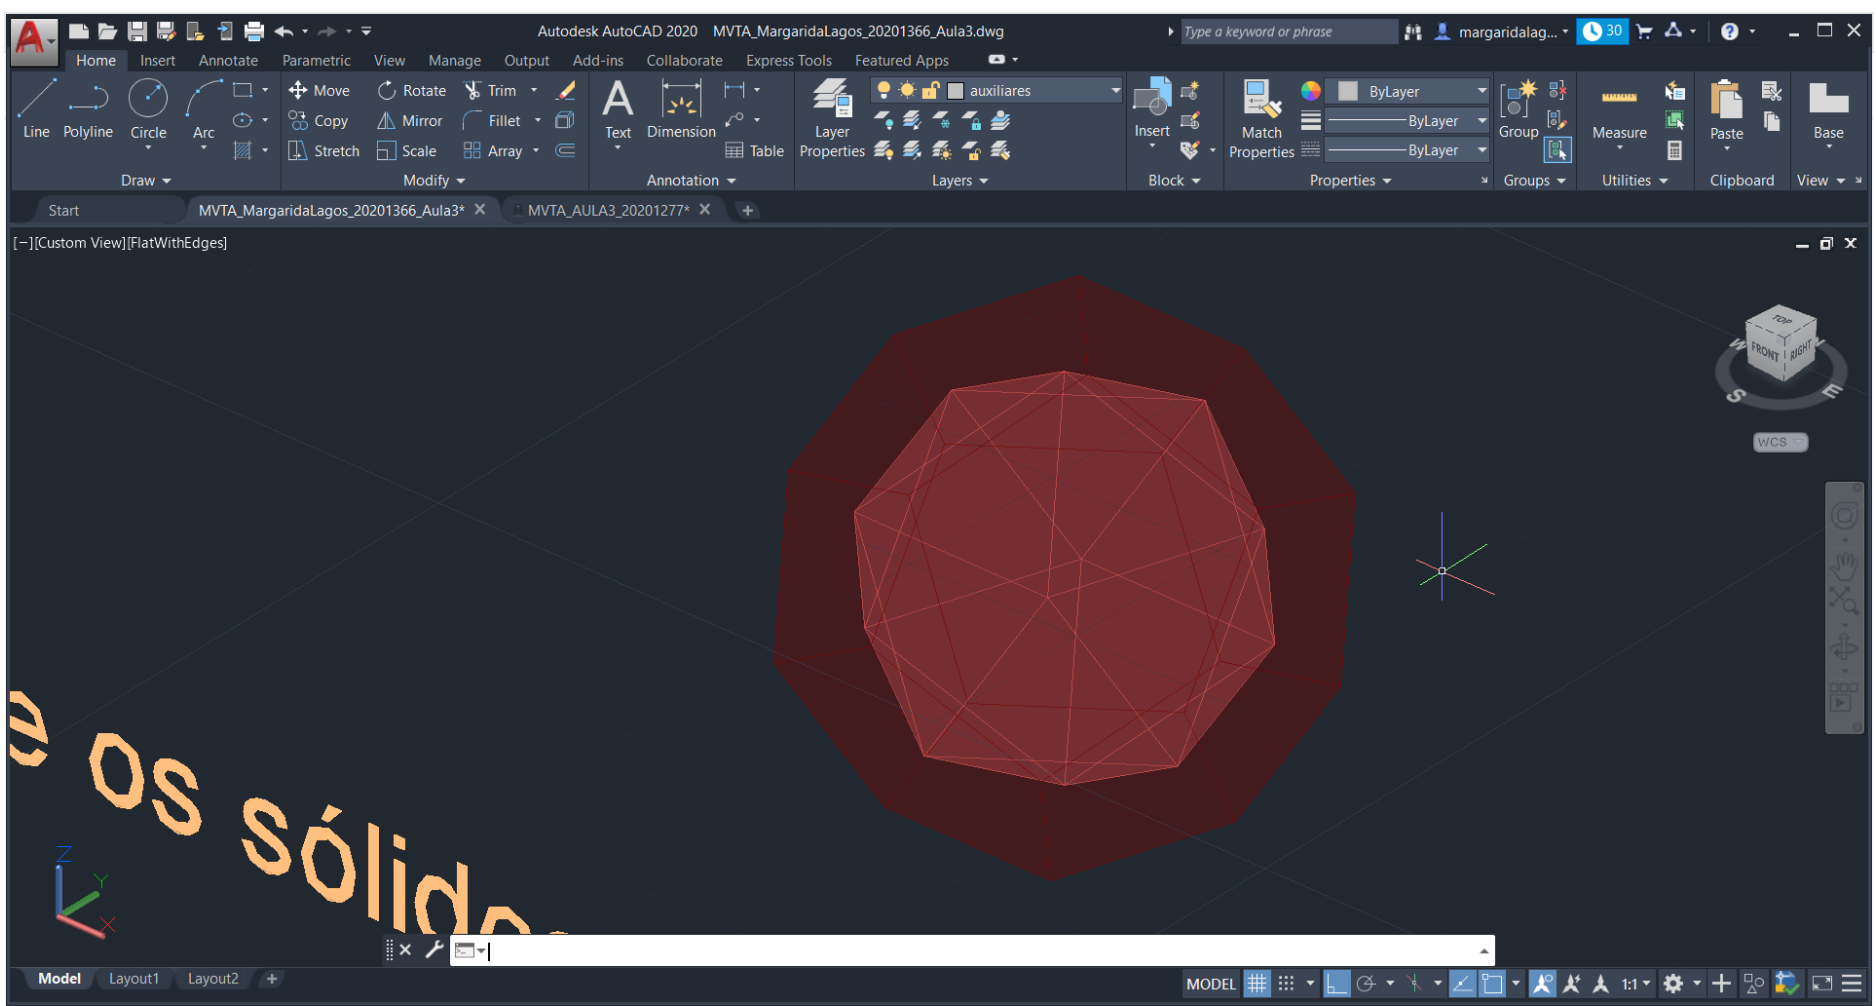 Autodesk AutoCAD 2020 MVTA_MargaridaLagos_20201366_Aula3.dwg
Type a keyword or phrase
margaridalag...
30
Home Insert Annotate Parametric View Manage Output Add-ins Collaborate Express Tools Featured Apps
Line Polyline Circle Arc
Move Rotate Trim
Copy Mirror Fillet
Stretch Scale Array
Text Dimension
Table
Layer Properties
auxiliares
Insert
Match Properties
ByLayer
ByLayer
ByLayer
Group
Measure
Paste
Base
Draw Modify Annotation Layers Block Properties Groups Utilities Clipboard View
Start MVTA_MargaridaLagos_20201366_Aula3* MVTA_AULA3_20201277*
[−][Custom View][FlatWithEdges]
TOP
FRONT RIGHT
W
S E
WCS
e os sólido
Z
Y
X
Model Layout1 Layout2
MODEL
1:1